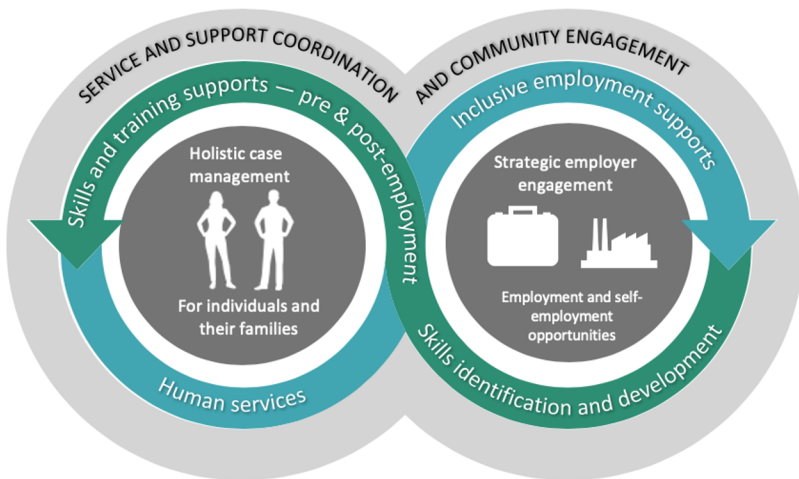 SERVICE AND SUPPORT COORDINATION
AND COMMUNITY ENGAGEMENT
Skills and training supports — pre & post-employment
Inclusive employment supports
Holistic case
management
For individuals and
their families
Strategic employer
engagement
Employment and self-
employment
opportunities
Human services
Skills identification and development